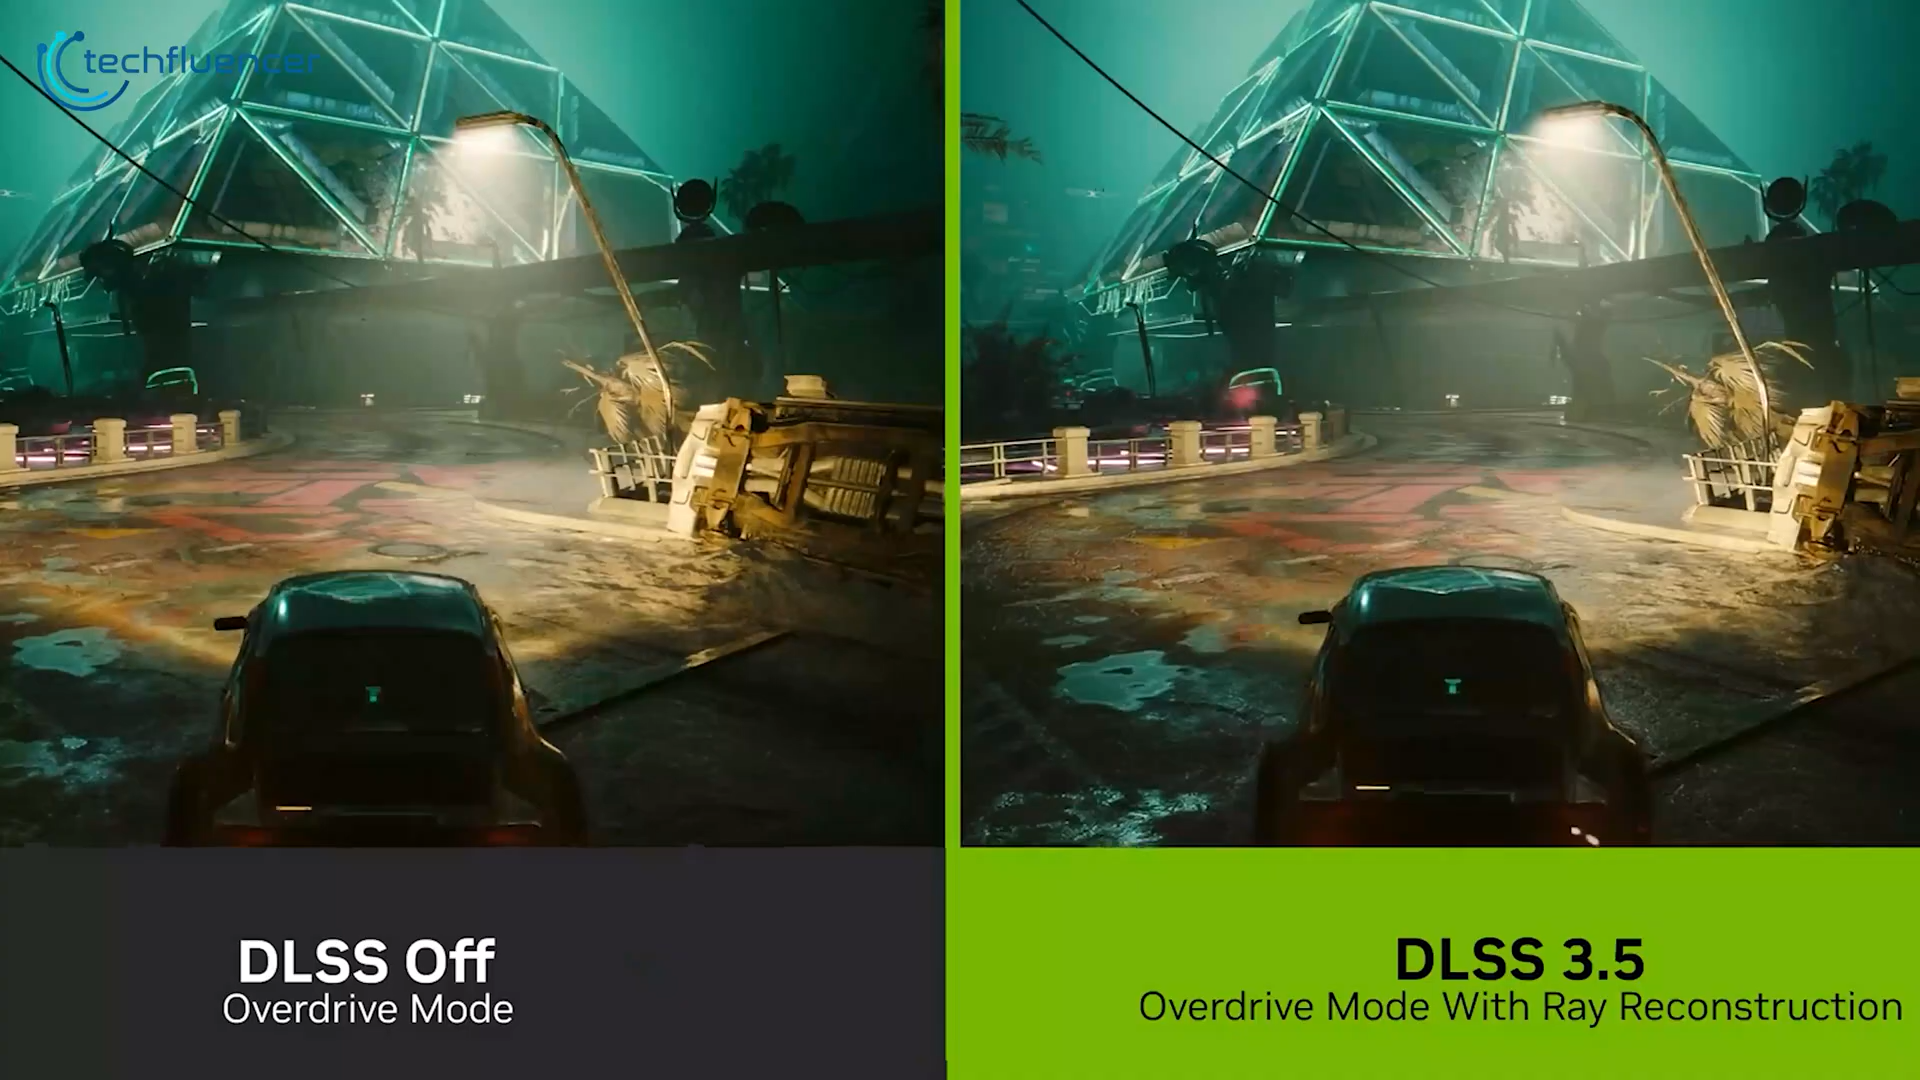 techfluencer
DLSS Off
Overdrive Mode
DLSS 3.5
Overdrive Mode With Ray Reconstruction